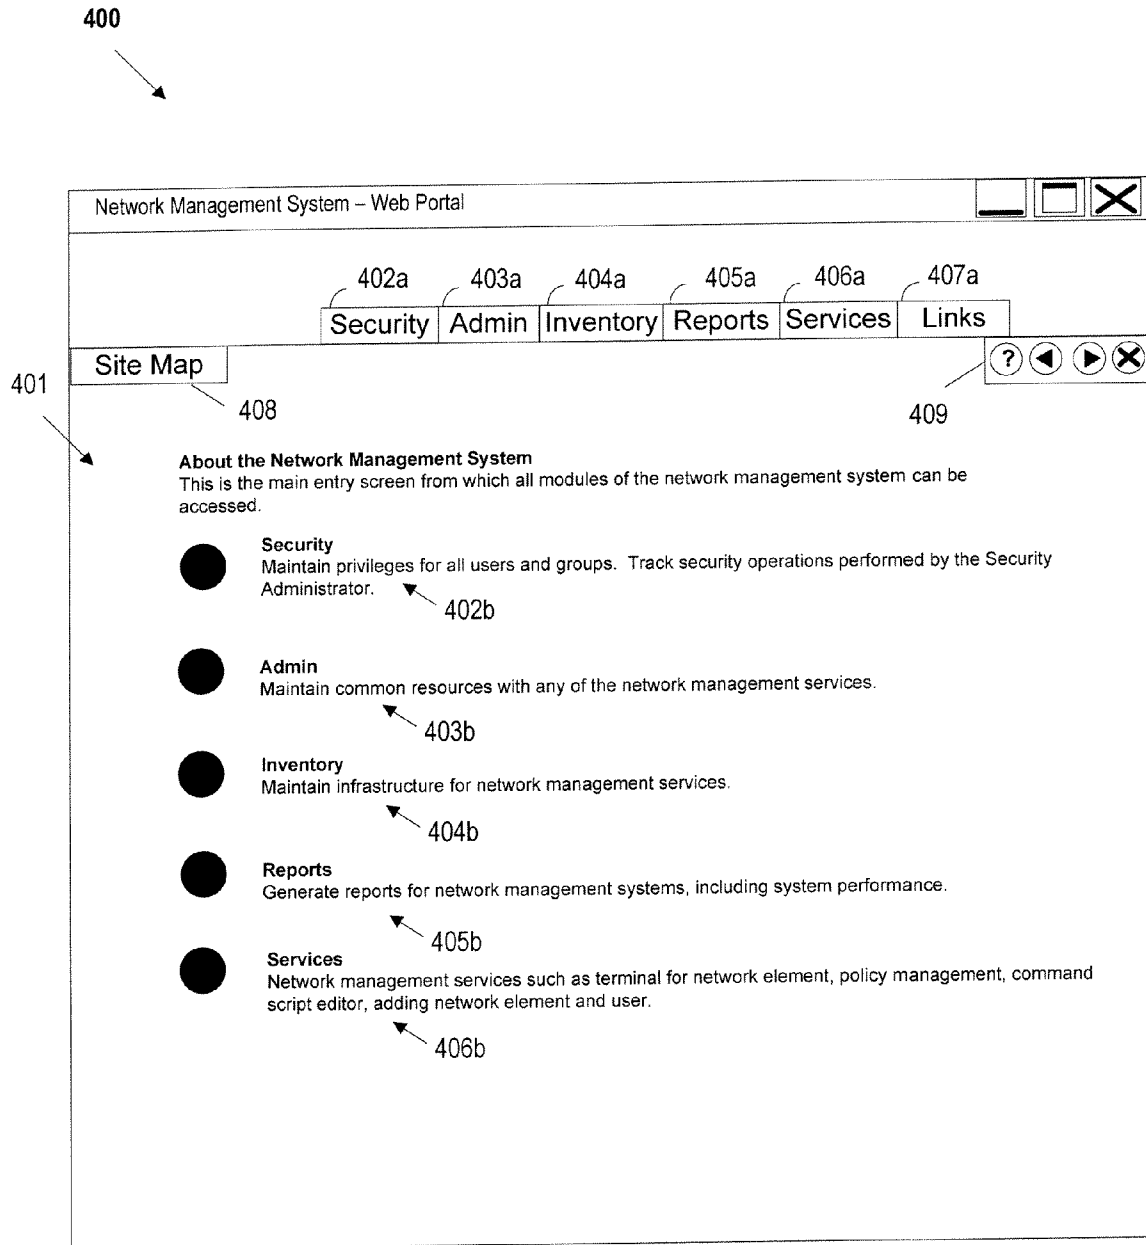 400
Network Management System – Web Portal
402a 403a 404a 405a 406a 407a
Security Admin Inventory Reports Services Links
Site Map ?
401
408 409
About the Network Management System
This is the main entry screen from which all modules of the network management system can be
accessed.
Security
Maintain privileges for all users and groups. Track security operations performed by the Security
Administrator.
402b
Admin
Maintain common resources with any of the network management services.
403b
Inventory
Maintain infrastructure for network management services.
404b
Reports
Generate reports for network management systems, including system performance.
405b
Services
Network management services such as terminal for network element, policy management, command
script editor, adding network element and user.
406b